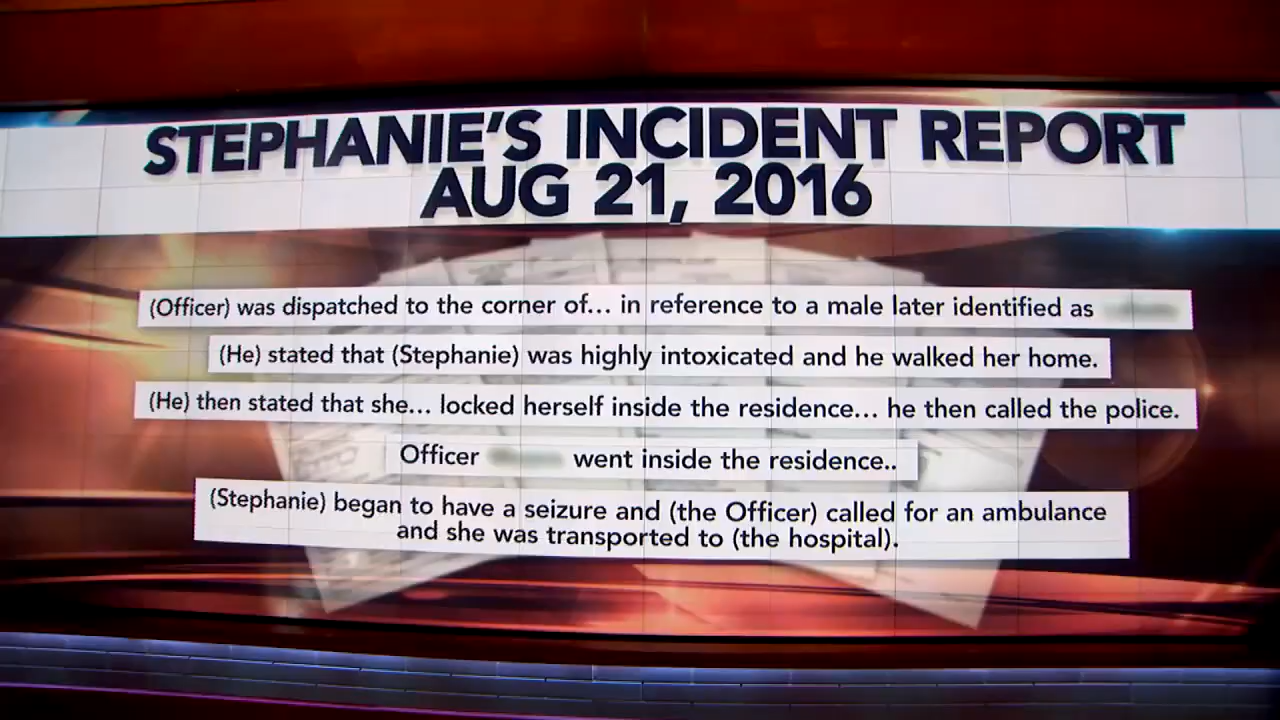 STEPHANIE'S INCIDENT REPORT
AUG 21, 2016
(Officer) was dispatched to the corner of... in reference to a male later identified as
(He) stated that (Stephanie) was highly intoxicated and he walked her home.
(He) then stated that she... locked herself inside the residence... he then called the police.
Officer went inside the residence..
(Stephanie) began to have a seizure and (the Officer) called for an ambulance
and she was transported to (the hospital).